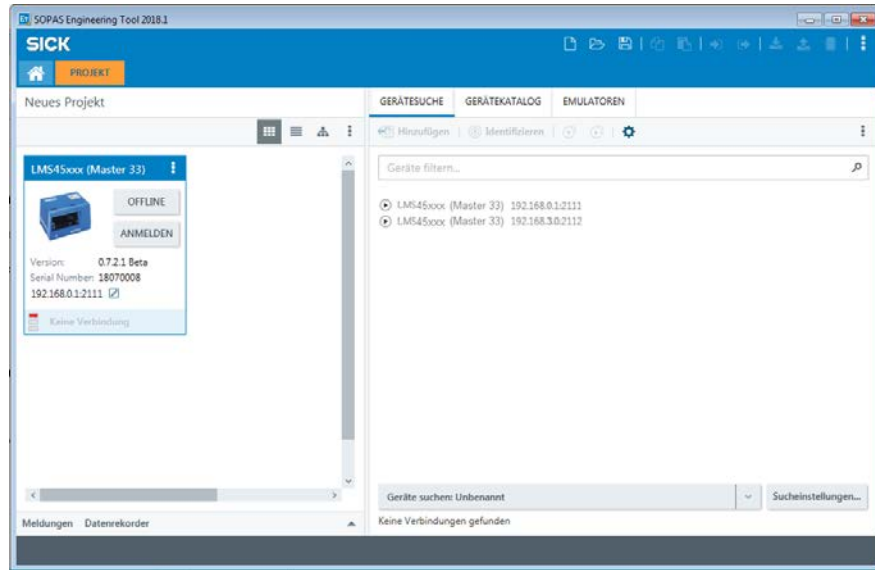 SOPAS Engineering Tool 2018.1
SICK
PROJEKT
Neues Projekt
LMS45xxx (Master 33)
OFFLINE
ANMELDEN
Version: 0.7.2.1 Beta
Serial Number: 18070008
192.168.0.1:2111
Keine Verbindung
Meldungen Datenrekorder
GERÄTESUCHE GERÄTEKATALOG EMULATOREN
Hinzufügen Identifizieren
Geräte filtern...
LMS45xxx (Master 33) 192.168.0.1:2111
LMS45xxx (Master 33) 192.168.3.0:2112
Geräte suchen: Unbenannt
Sucheinstellungen...
Keine Verbindungen gefunden